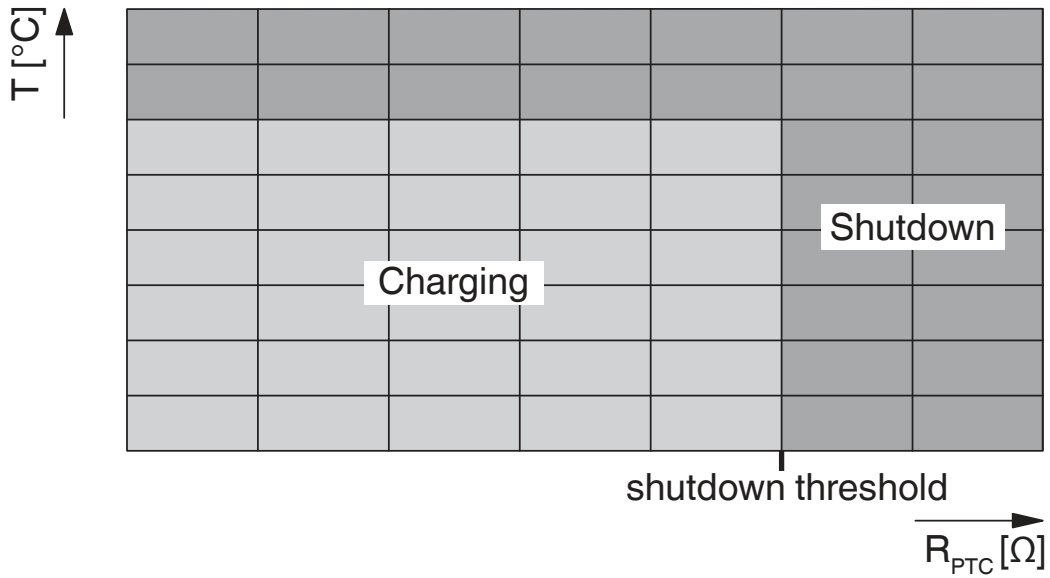 T [°C]
Shutdown
Charging
shutdown threshold
R_PTC [Ω]